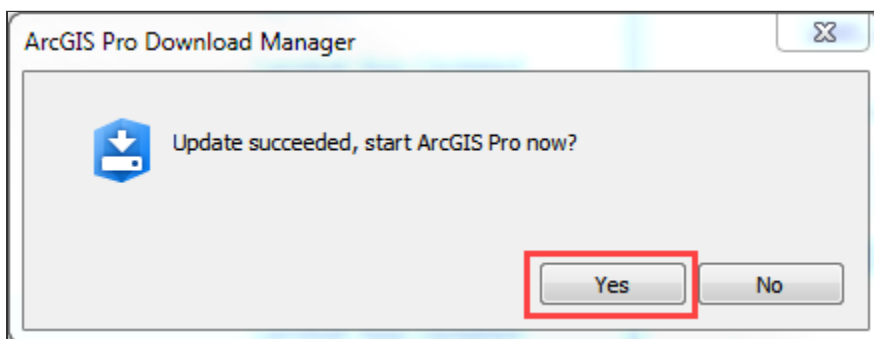 ArcGIS Pro Download Manager
Update succeeded, start ArcGIS Pro now?
Yes No